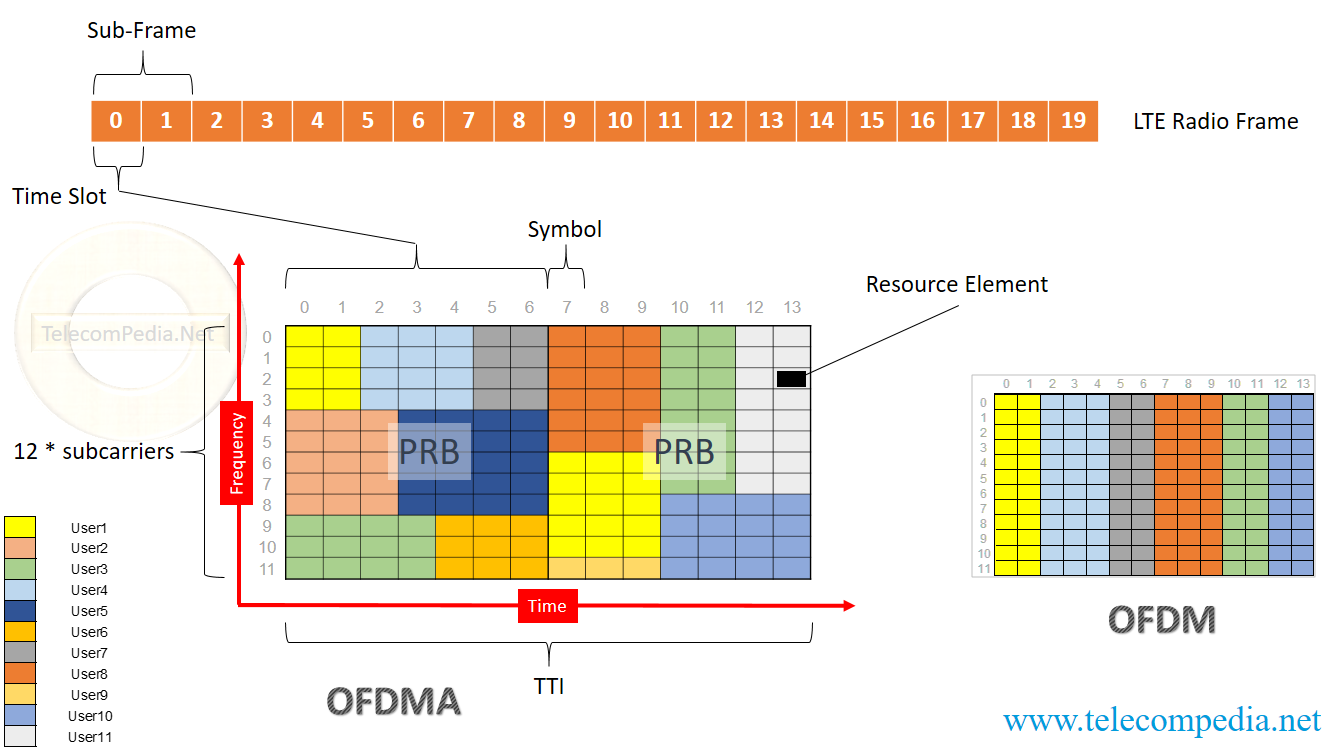 Sub-Frame
0 1 2 3 4 5 6 7 8 9 10 11 12 13 14 15 16 17 18 19
LTE Radio Frame
Time Slot
Symbol
Resource Element
TelecomPedia.Net
0 1 2 3 4 5 6 7 8 9 10 11 12 13
0
1
2
3
4
5
6
7
8
9
10
11
12 * subcarriers
Frequency
PRB
PRB
Time
TTI
OFDMA
User1
User2
User3
User4
User5
User6
User7
User8
User9
User10
User11
0 1 2 3 4 5 6 7 8 9 10 11 12 13
0
1
2
3
4
5
6
7
8
9
10
11
OFDM
www.telecompedia.net